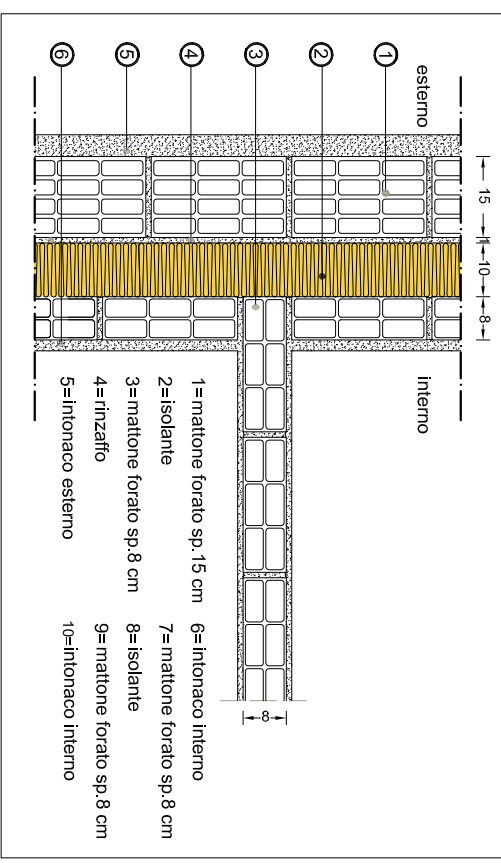 esterno
interno
1
2
3
4
5
6
15
1
10
8
8
1=mattone forato sp.15 cm
2=isolante
3=mattone forato sp.8 cm
4=rinzaffo
5=intonaco esterno
6=intonaco interno
7=mattone forato sp.8 cm
8=isolante
9=mattone forato sp.8 cm
10=intonaco interno